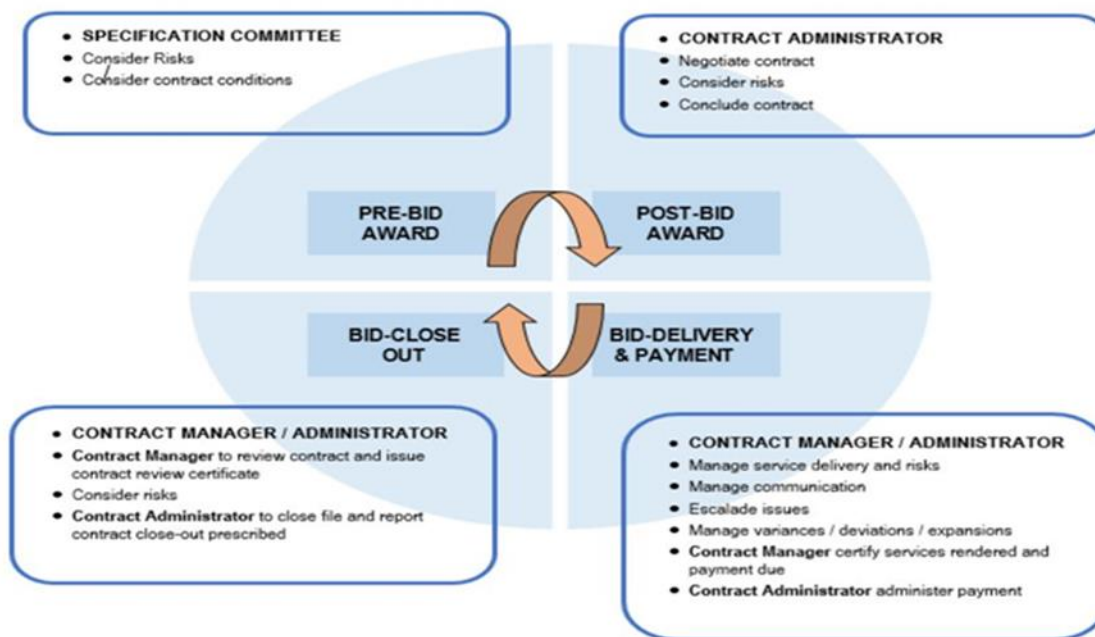 SPECIFICATION COMMITTEE
Consider Risks
Consider contract conditions
CONTRACT ADMINISTRATOR
Negotiate contract
Consider risks
Conclude contract
PRE-BID
AWARD
POST-BID
AWARD
BID-CLOSE
OUT
BID-DELIVERY
& PAYMENT
CONTRACT MANAGER / ADMINISTRATOR
Contract Manager to review contract and issue
contract review certificate
Consider risks
Contract Administrator to close file and report
contract close-out prescribed
CONTRACT MANAGER / ADMINISTRATOR
Manage service delivery and risks
Manage communication
Escalade issues
Manage variances / deviations / expansions
Contract Manager certify services rendered and
payment due
Contract Administrator administer payment